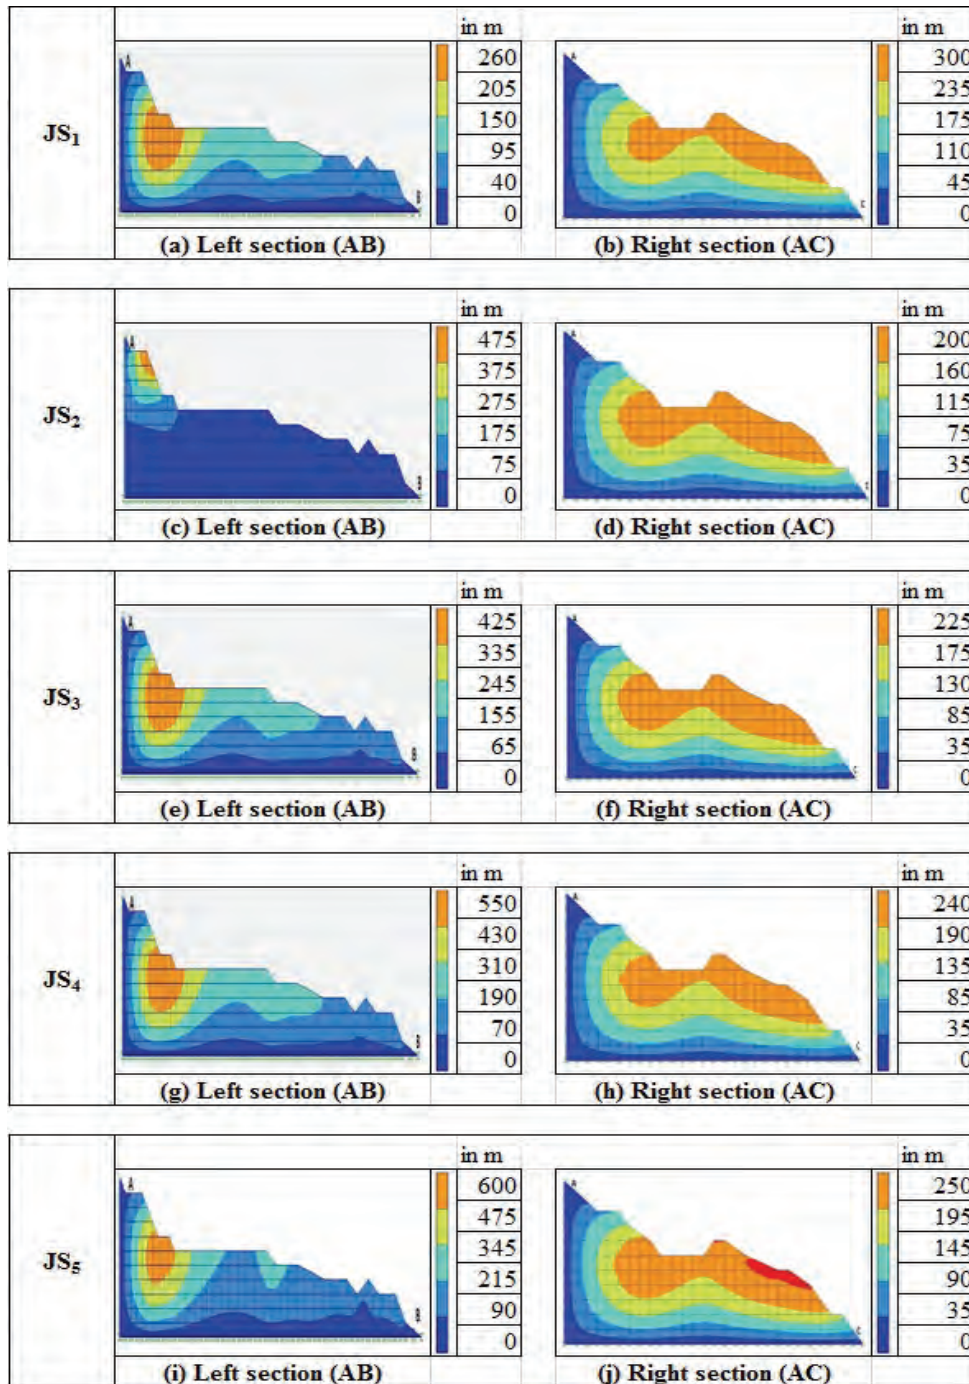 in m in m
JS1
A
260 300
205 235
150 175
95 110
40 45
0 0
B
(a) Left section (AB) (b) Right section (AC)
in m in m
JS2
A A
475 200
375 160
275 115
175 75
75 35
0 0
B
(c) Left section (AB) (d) Right section (AC)
in m in m
JS3
A A
425 225
335 175
245 130
155 85
65 35
0 0
B
(e) Left section (AB) (f) Right section (AC)
in m in m
JS4
A A
550 240
430 190
310 135
190 85
70 35
0 0
B
(g) Left section (AB) (h) Right section (AC)
in m in m
JS5
A A
600 250
475 195
345 145
215 90
90 35
0 0
B
(i) Left section (AB) (j) Right section (AC)